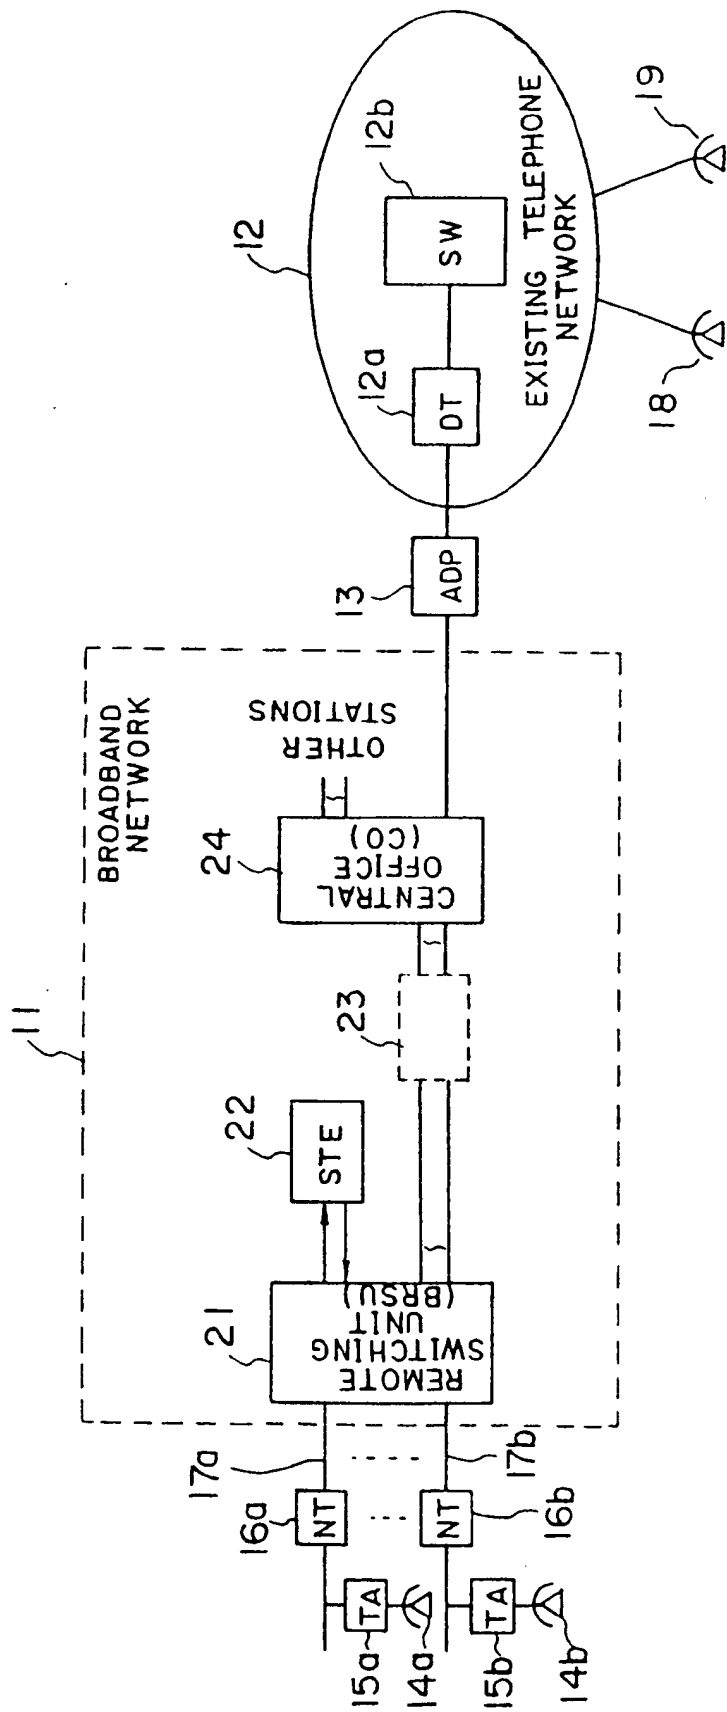 11
BROADBAND
NETWORK
12
12a
DT
12b
SW
EXISTING TELEPHONE
NETWORK
13
ADP
18
19
24
CENTRAL
OFFICE
(CO)
OTHER
STATIONS
23
22
STE
21
REMOTE
SWITCHING
UNIT
(BRSU)
17a
17b
16a
NT
16b
NT
15a
TA
14a
15b
TA
14b